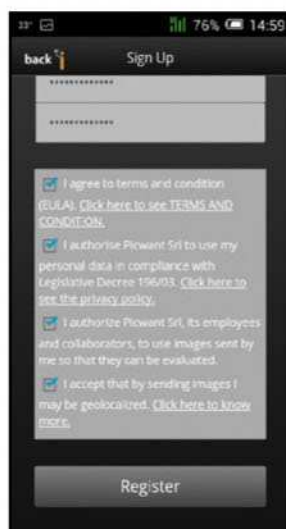 33° 76% 14:59
back Sign Up
•••••••••••••
•••••••••••••
I agree to terms and condition
(EULA). Click here to see TERMS AND
CONDITION.
I authorise Picwant Srl to use my
personal data in compliance with
Legislative Decree 196/03. Click here to
see the privacy policy.
I authorize Picwant Srl, its employees
and collaborators, to use images sent by
me so that they can be evaluated.
I accept that by sending images I
may be geolocalized. Click here to know
more.
Register